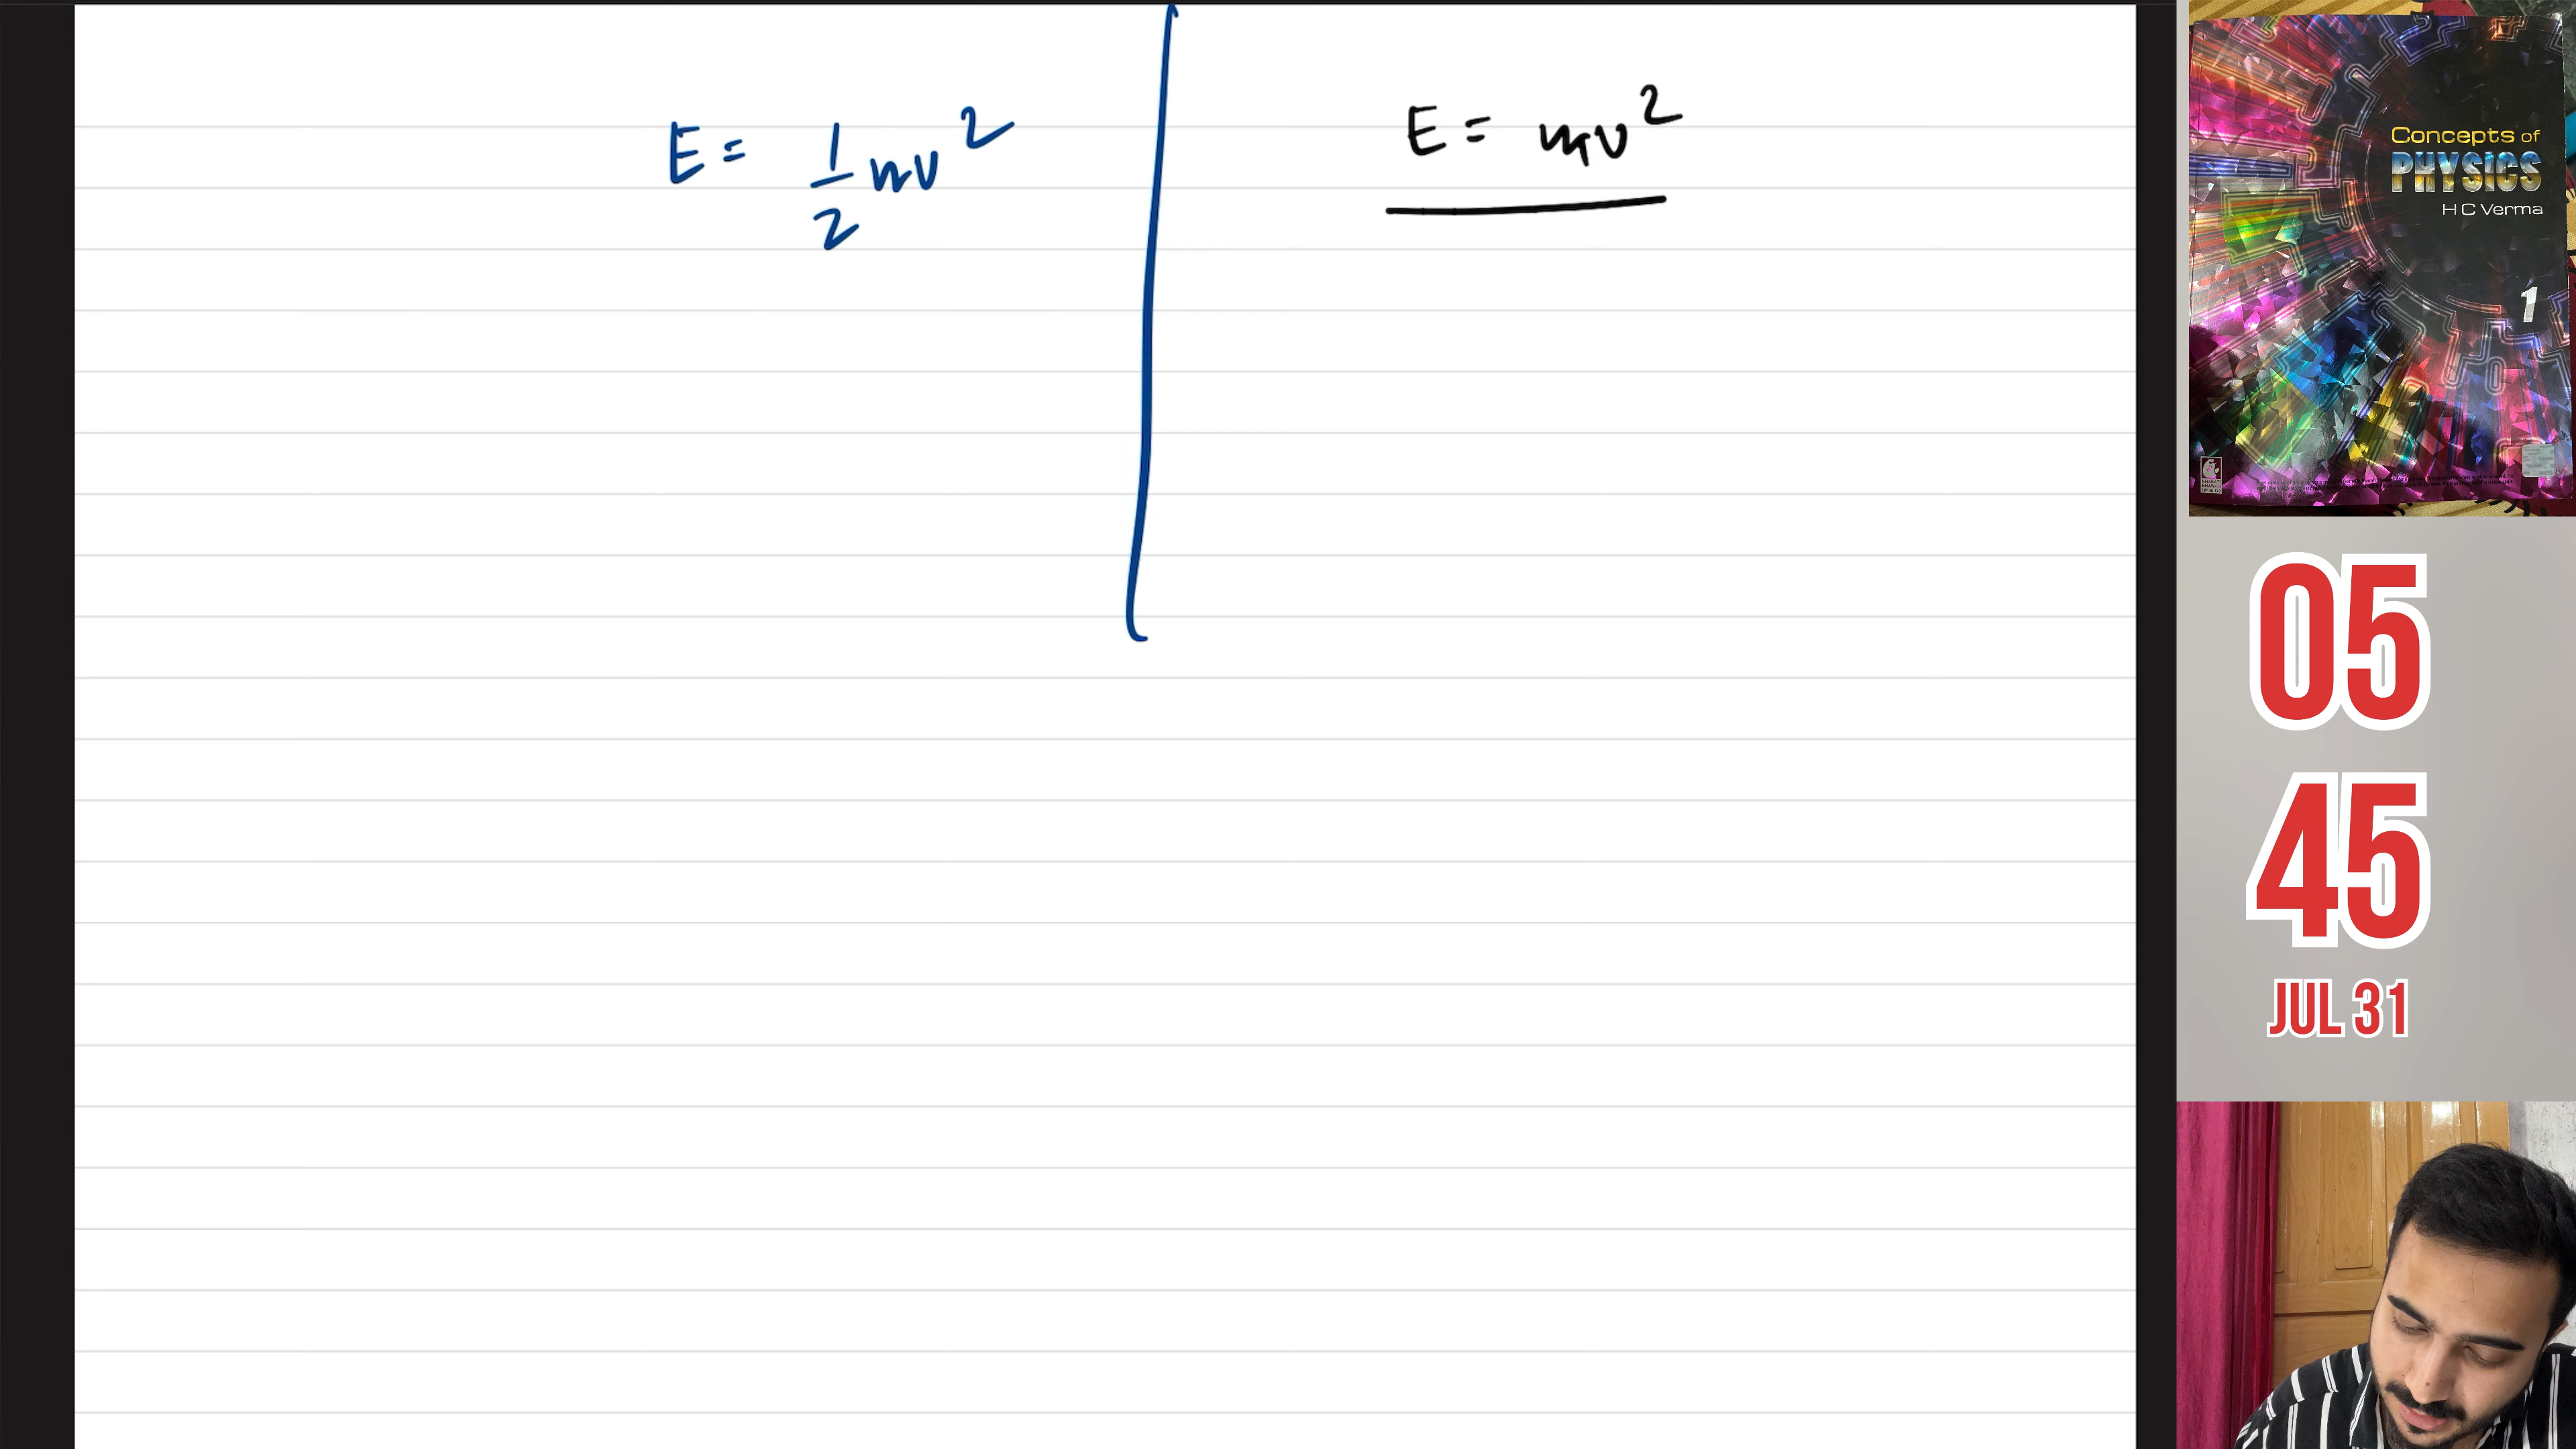 E = 1/2 mv²
E = mv²
Concepts of
PHYSICS
H C Verma
1
05
45
JUL 31